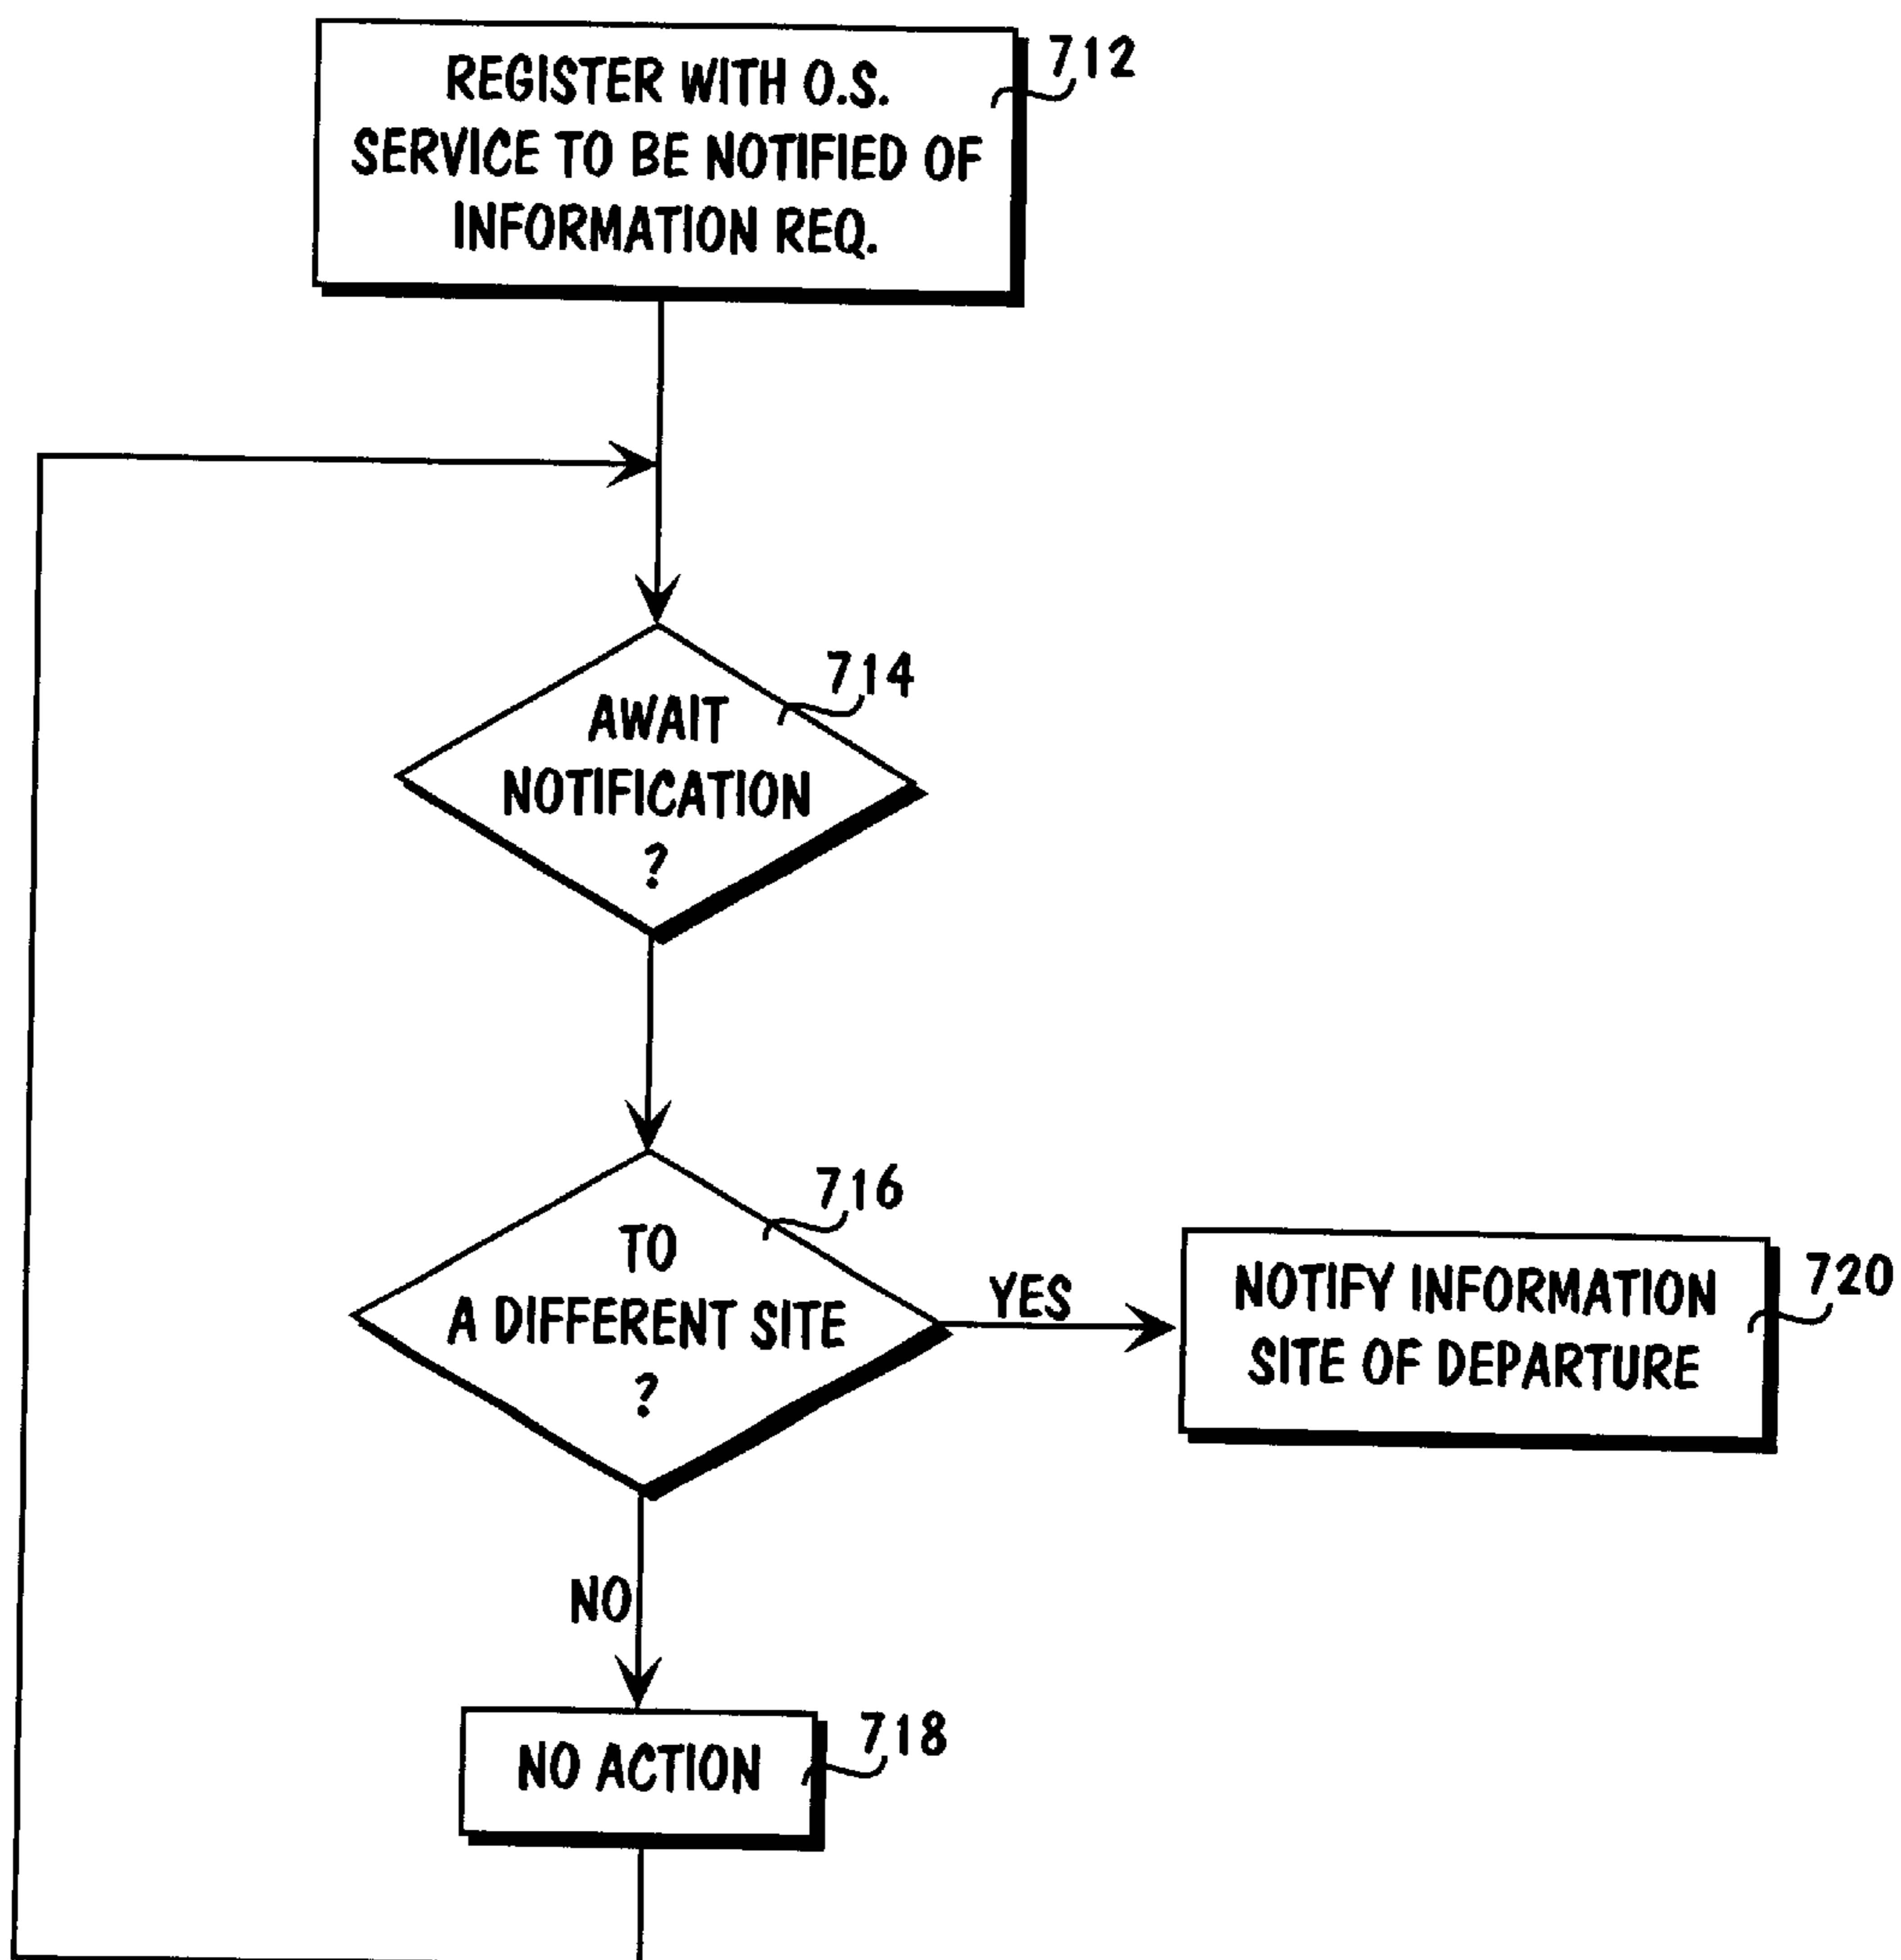 REGISTER WITH O.S.
SERVICE TO BE NOTIFIED OF
INFORMATION REQ.
712
714
AWAIT
NOTIFICATION
?
716
TO
A DIFFERENT SITE
?
YES
NOTIFY INFORMATION
SITE OF DEPARTURE
720
NO
NO ACTION
718